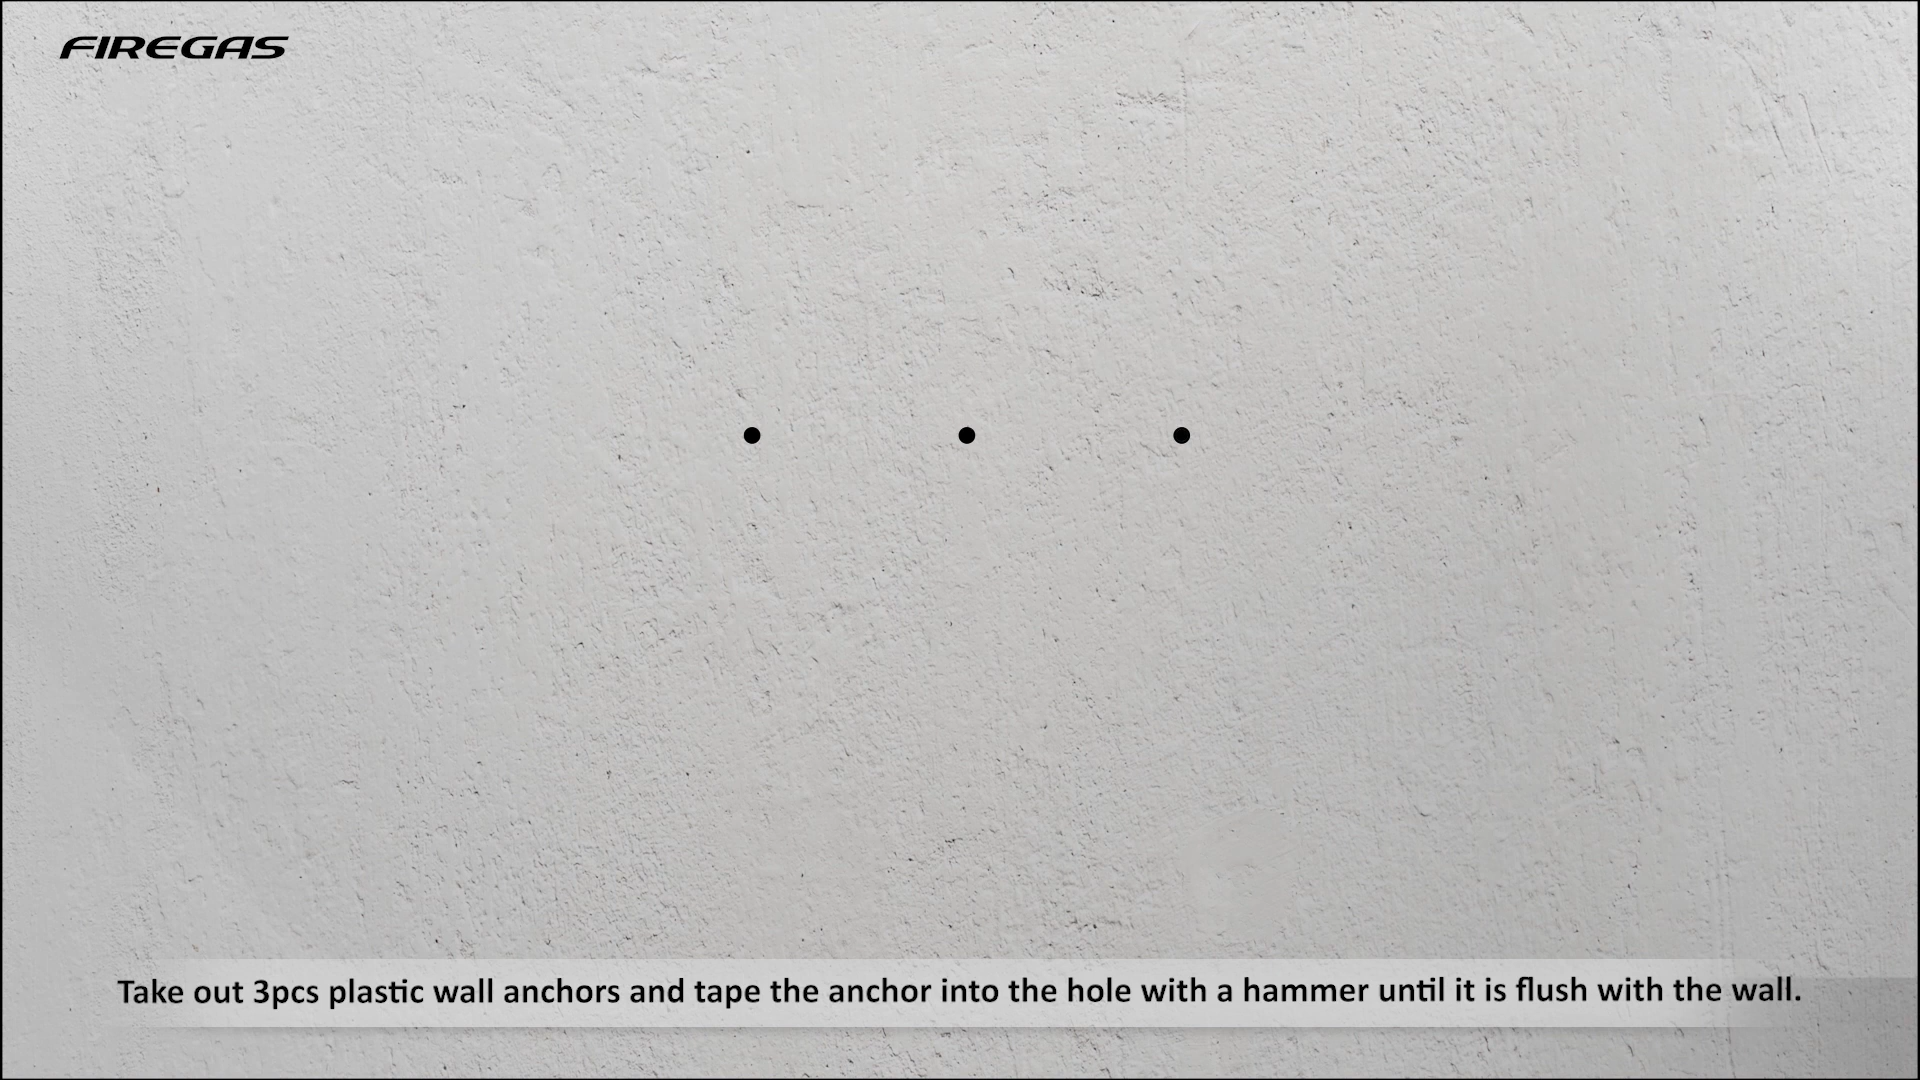 FIREGAS
Take out 3pcs plastic wall anchors and tape the anchor into the hole with a hammer until it is flush with the wall.